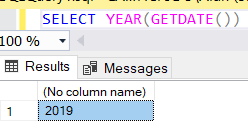 SELECT YEAR(GETDATE())
100 %
Results Messages
(No column name)
1 2019